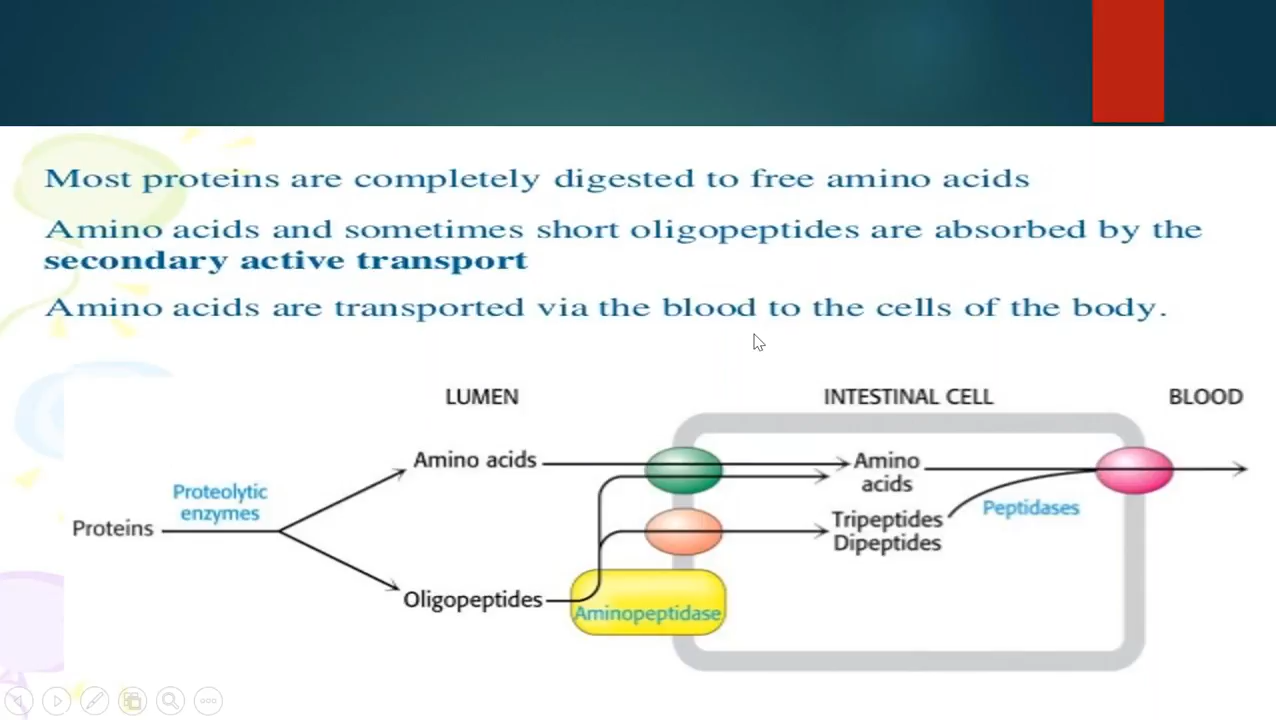 Most proteins are completely digested to free amino acids
Amino acids and sometimes short oligopeptides are absorbed by the
secondary active transport
Amino acids are transported via the blood to the cells of the body.
LUMEN
INTESTINAL CELL
BLOOD
Amino acids
Amino
acids
Proteolytic
enzymes
Proteins
Peptidases
Tripeptides
Dipeptides
Oligopeptides
Aminopeptidase